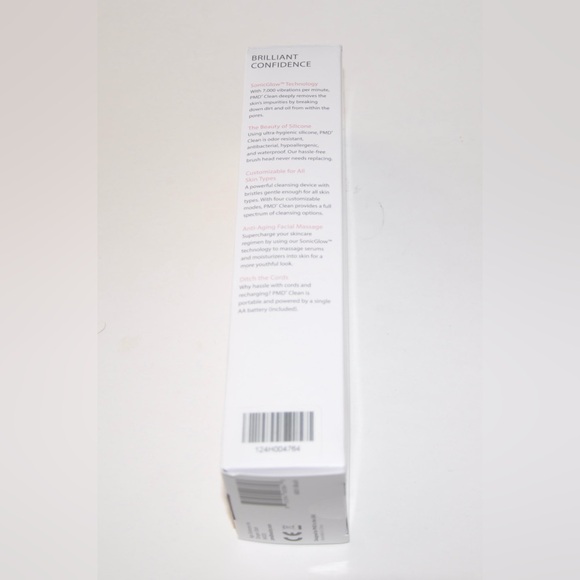 BRILLIANT
CONFIDENCE
SonicGlow™ Technology
With 7,000 vibrations per minute,
PMD® Clean deeply removes the
skin's impurities by breaking
down dirt and oil from within the
pores.
The Beauty of Silicone
Using ultra hygienic silicone, PMD®
Clean is odor resistant,
antibacterial, hypoallergenic,
and waterproof. Our hassle-free
brush head never needs replacing.
Customizable for All
Skin Types
A powerful cleansing device with
bristles gentle enough for all skin
types. With four customizable
modes, PMD® Clean provides a full
spectrum of cleansing options.
Anti-Aging Facial Massage
Supercharge your skincare
regimen by using our SonicGlow™
technology to massage serums
and moisturizers into skin for a
more youthful look.
Ditch the Cords
Why hassle with cords and
recharging? PMD® Clean is
portable and powered by a single
AA battery (included).
124H004784
CE